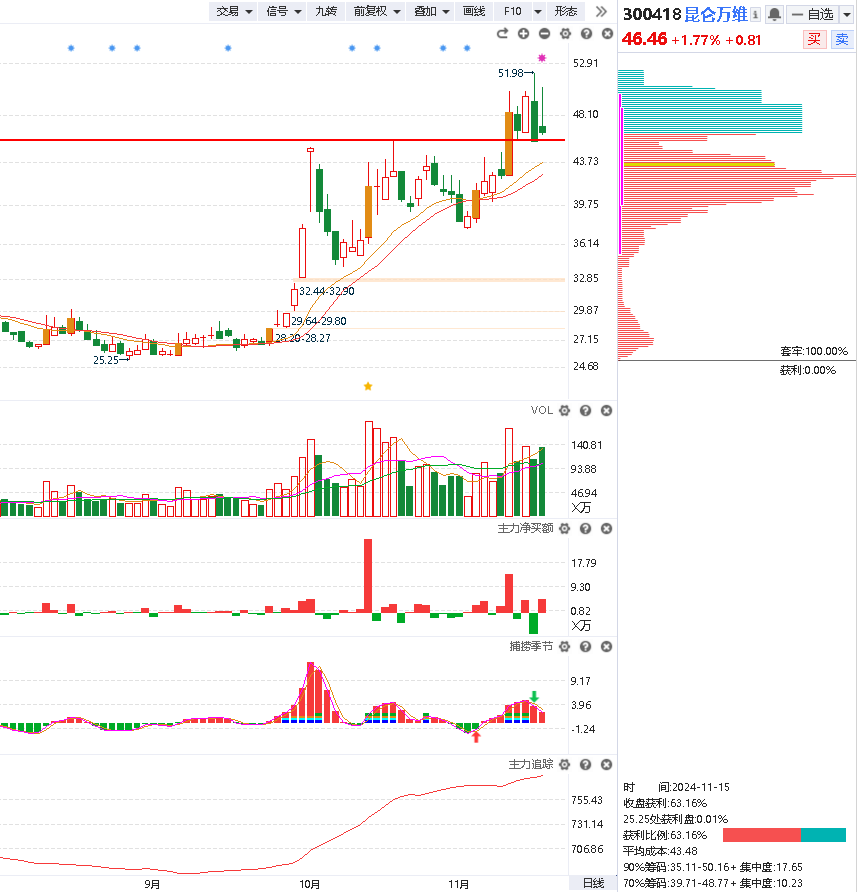 交易 信号 九转 前复权 叠加 画线 F10 形态
300418 昆仑万维 自选
46.46 +1.77% +0.81 买 卖
51.98
52.91
48.10
43.73
39.75
36.14
32.85
29.87
27.15
24.68
32.44-32.90
29.64-29.80
28.20-28.27
25.25
套牢:100.00%
获利:0.00%
VOL
140.81
93.88
46.94
X万
主力净买额
17.79
9.30
0.82
X万
捕捞季节
9.17
3.96
-1.24
主力追踪
755.43
731.14
706.86
9月 10月 11月 日线
时 间:2024-11-15
收盘获利:63.16%
25.25处获利盘:0.01%
获利比例:63.16%
平均成本:43.48
90%筹码:35.11-50.16+ 集中度:17.65
70%筹码:39.71-48.77+ 集中度:10.23